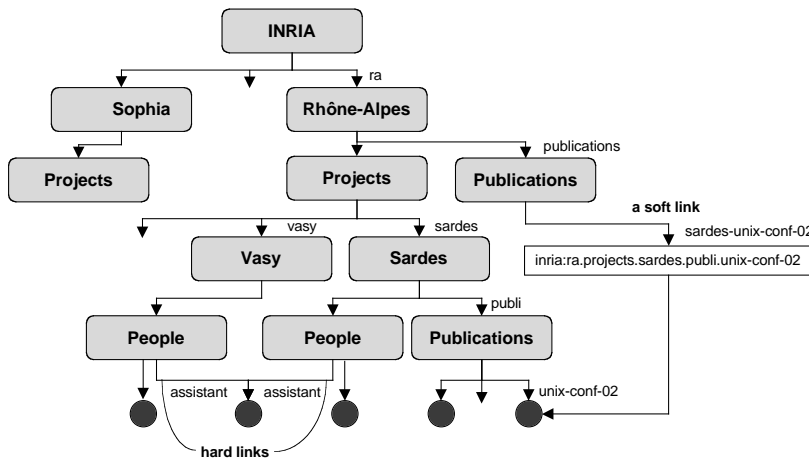 INRIA
ra
Sophia
Rhône-Alpes
publications
Projects
Projects
Publications
a soft link
vasy
sardes
sardes-unix-conf-02
Vasy
Sardes
inria:ra.projects.sardes.publi.unix-conf-02
publi
People
People
Publications
assistant
assistant
unix-conf-02
hard links